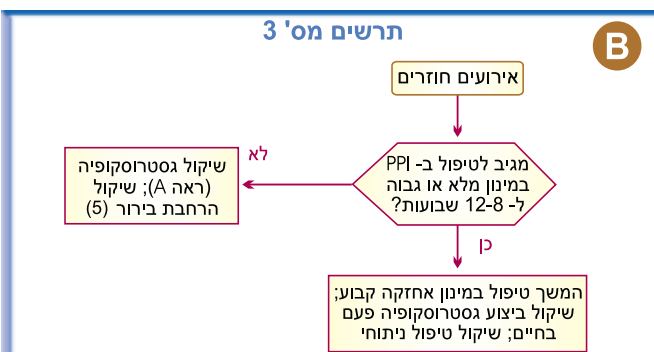 תרשים מס' 3
B
אירועים חוזרים
מגיב לטיפול ב- PPI
במינון מלא או גבוה
ל- 12-8 שבועות?
לא
שיקול גסטרוסקופיה
(ראה A); שיקול
הרחבת בירור (5)
כן
המשך טיפול במינון אחזקה קבוע;
שיקול ביצוע גסטרוסקופיה פעם
בחיים; שיקול טיפול ניתוחי